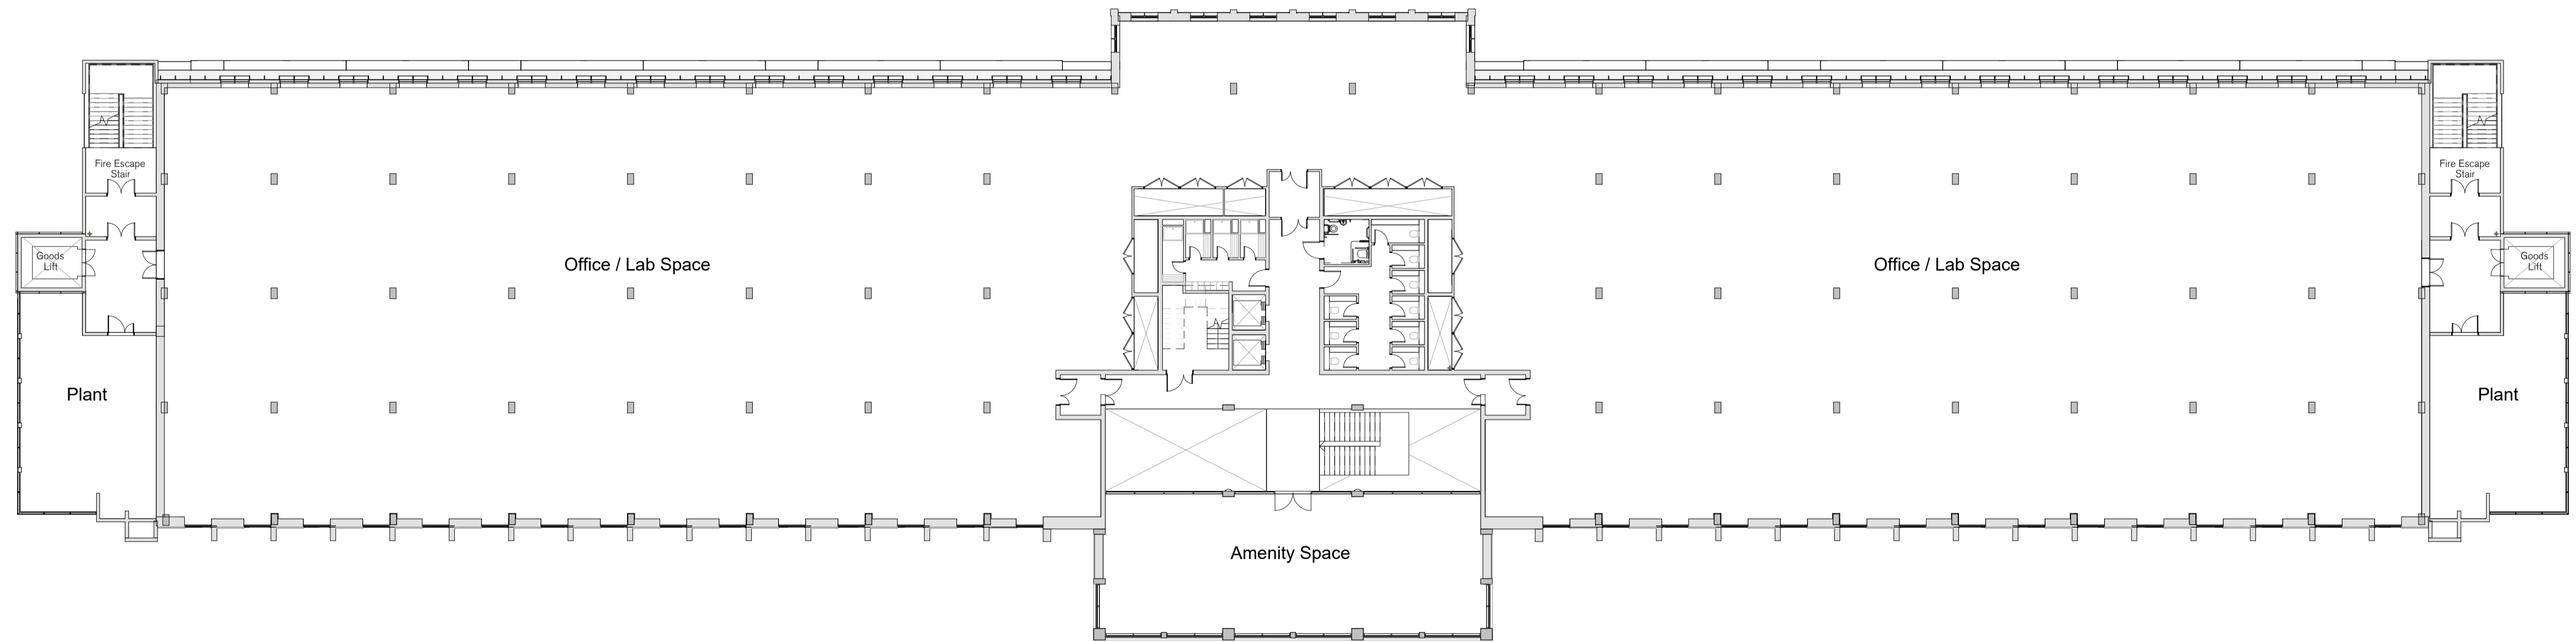 Fire Escape
Stair
Fire Escape
Stair
Goods
Lift
Office / Lab Space
Office / Lab Space
Goods
Lift
Plant
Plant
Amenity Space